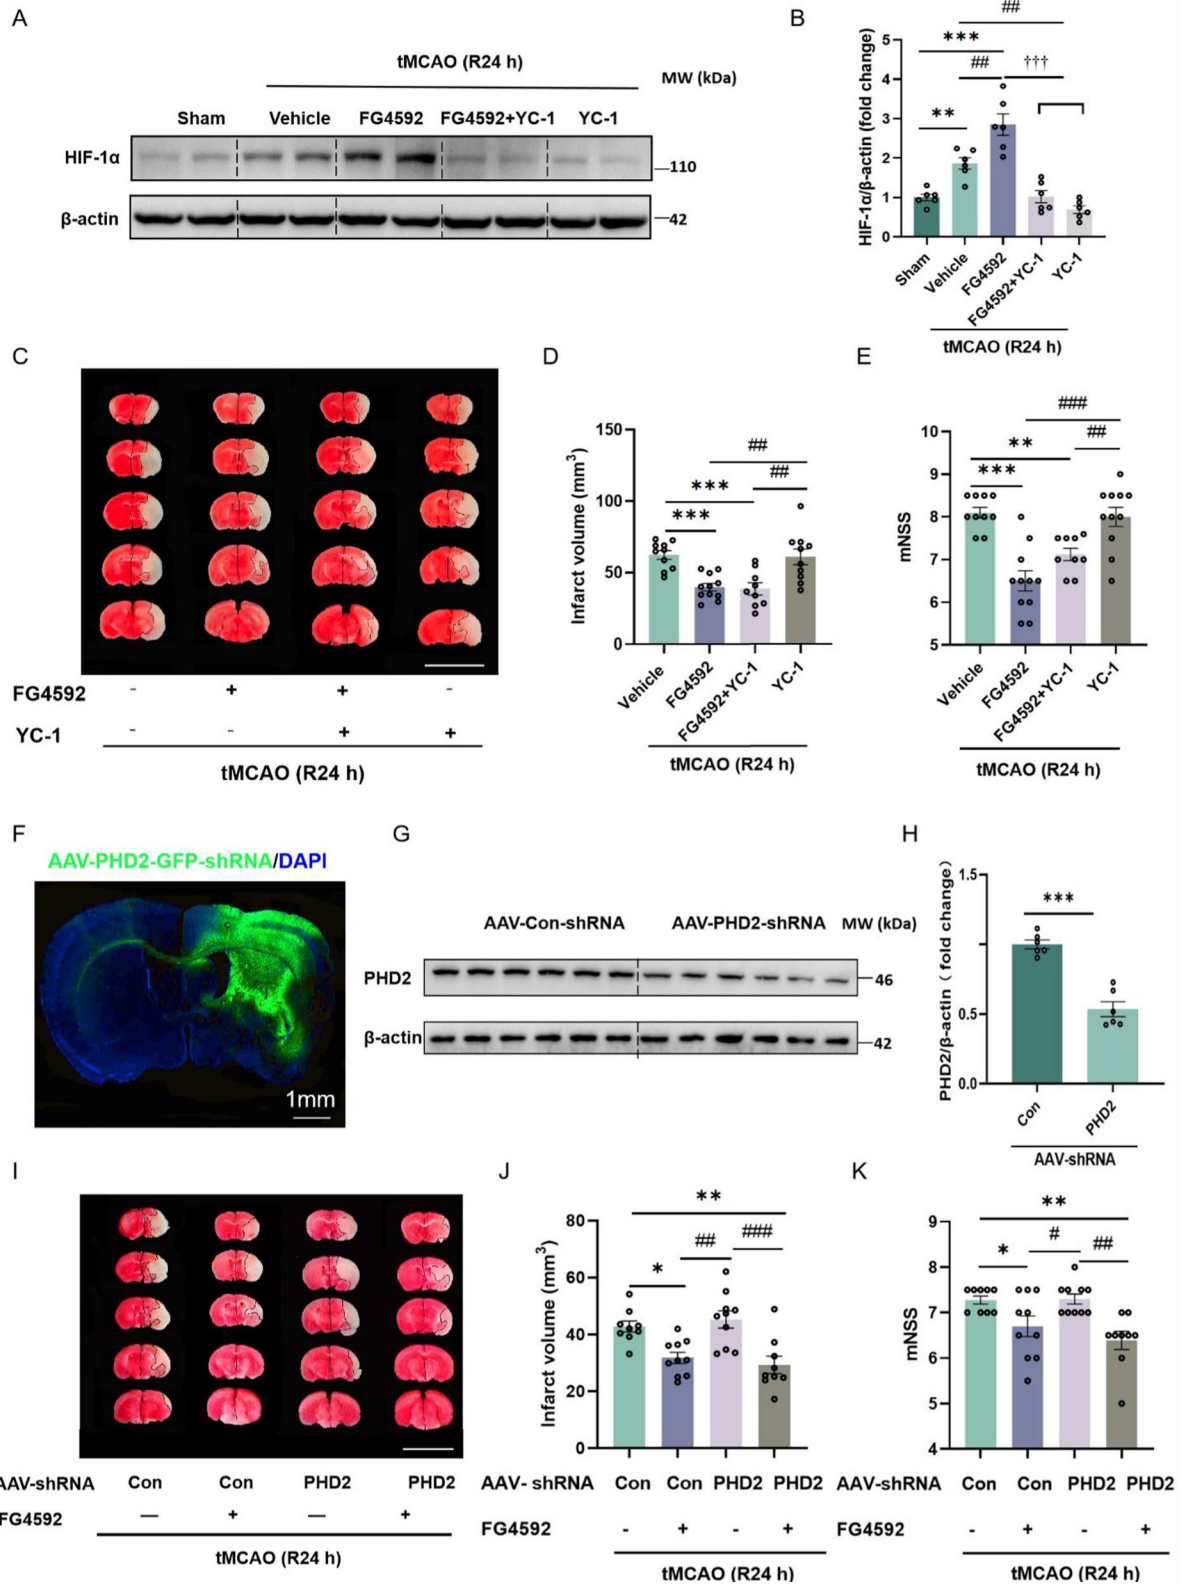 A
tMCAO (R24 h)
MW (kDa)
Sham
Vehicle
FG4592
FG4592+YC-1
YC-1
HIF-1α
110
β-actin
42
B
##
***
##
†††
**
HIF-1α/β-actin (fold change)
5
4
3
2
1
0
Sham
Vehicle
FG4592
FG4592+YC-1
YC-1
tMCAO (R24 h)
C
FG4592
-
+
+
-
YC-1
-
-
+
+
tMCAO (R24 h)
D
Infarct volume (mm³)
150
100
50
0
##
***
##
***
Vehicle
FG4592
FG4592+YC-1
YC-1
tMCAO (R24 h)
E
mNSS
10
9
8
7
6
5
###
**
##
***
Vehicle
FG4592
FG4592+YC-1
YC-1
tMCAO (R24 h)
F
AAV-PHD2-GFP-shRNA/DAPI
1mm
G
AAV-Con-shRNA
AAV-PHD2-shRNA
MW (kDa)
PHD2
46
β-actin
42
H
PHD2/β-actin ( fold change)
1.5
0.5
0.0
***
Con
PHD2
AAV-shRNA
I
AAV-shRNA
Con
Con
PHD2
PHD2
FG4592
—
+
—
+
tMCAO (R24 h)
J
Infarct volume (mm³)
80
60
40
20
0
**
##
###
*
AAV- shRNA
Con
Con
PHD2
PHD2
FG4592
-
+
-
+
tMCAO (R24 h)
K
mNSS
9
8
7
6
5
4
**
*
#
##
AAV-shRNA
Con
Con
PHD2
PHD2
FG4592
-
+
-
+
tMCAO (R24 h)